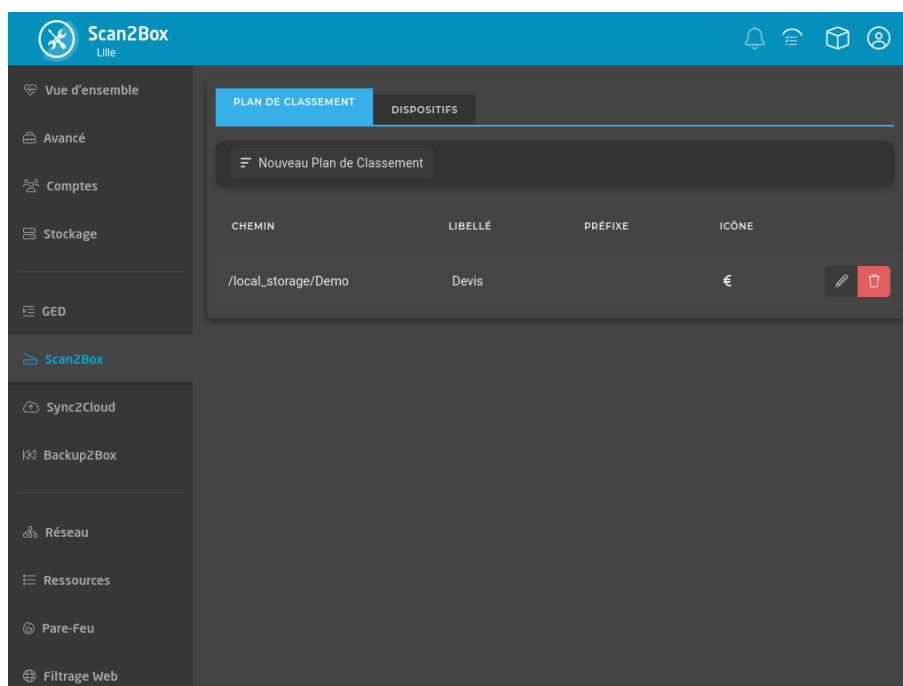 Scan2Box
Lille
Vue d'ensemble
Avancé
Comptes
Stockage
GED
Scan2Box
Sync2Cloud
Backup2Box
Réseau
Ressources
Pare-Feu
Filtrage Web
PLAN DE CLASSEMENT
DISPOSITIFS
Nouveau Plan de Classement
CHEMIN LIBELLÉ PRÉFIXE ICÔNE
/local_storage/Demo Devis €